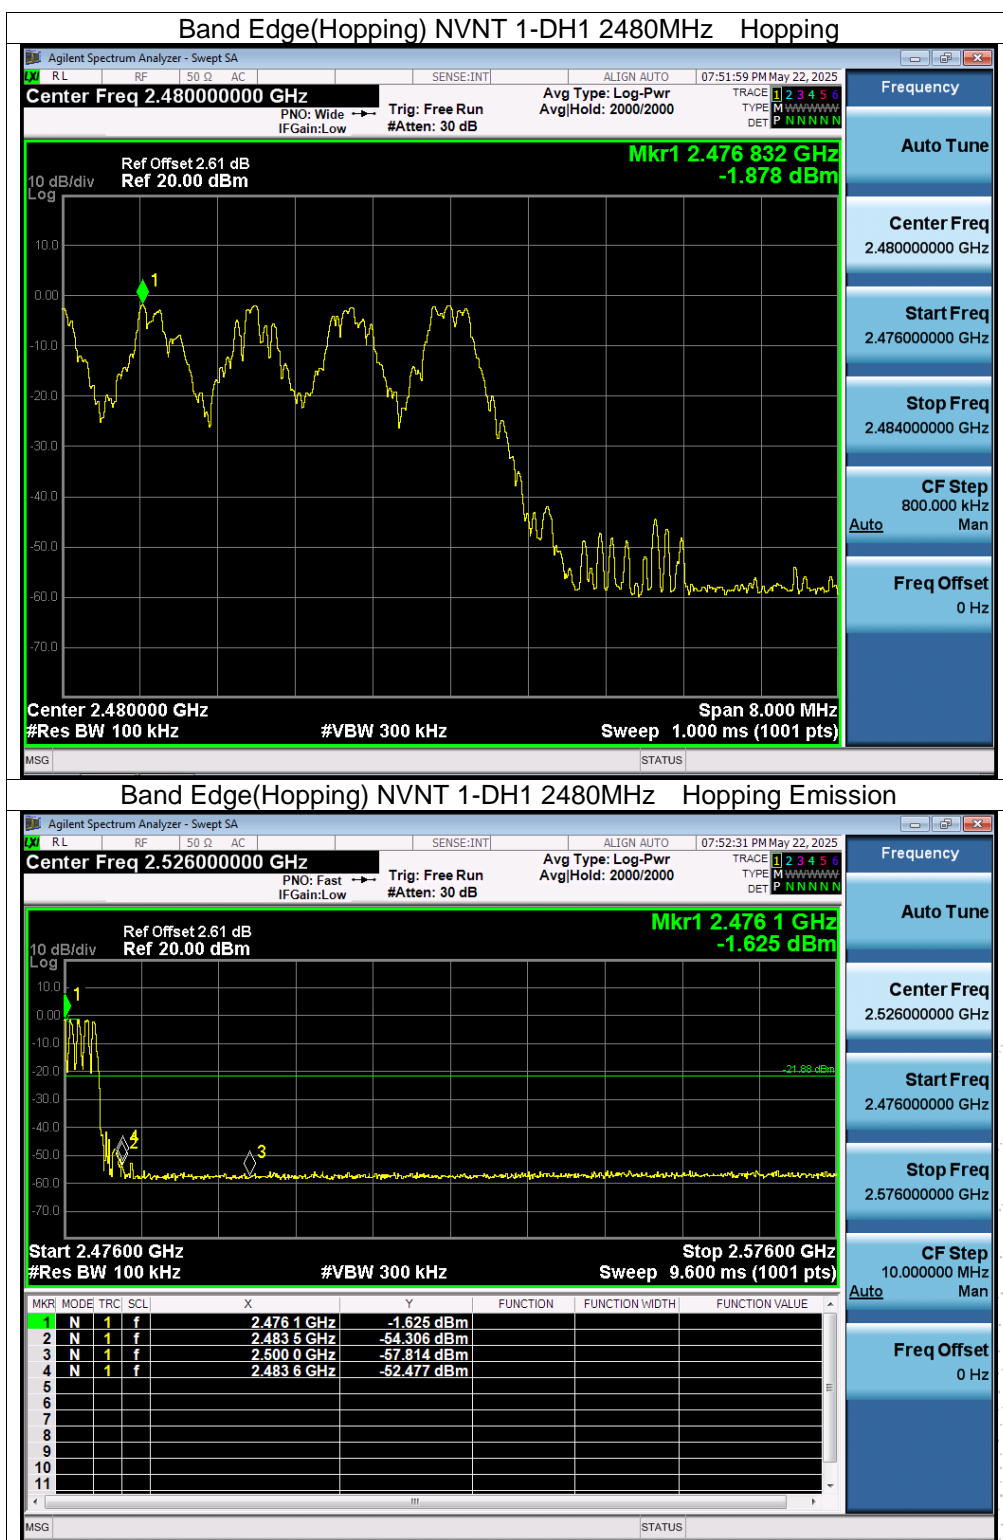 Band Edge(Hopping) NVNT 1-DH1 2480MHz Hopping
Agilent Spectrum Analyzer - Swept SA
LXI RL RF 50 Ω AC SENSE:INT ALIGN AUTO 07:51:59 PM May 22, 2025
Center Freq 2.480000000 GHz
Avg Type: Log-Pwr
TRACE 1 2 3 4 5 6
PNO: Wide Trig: Free Run Avg|Hold: 2000/2000
TYPE M WWWWW
IFGain:Low #Atten: 30 dB
DET P N N N N N
Mkr1 2.476 832 GHz
-1.878 dBm
Ref Offset 2.61 dB
10 dB/div Ref 20.00 dBm
Log
10.0
0.00
-10.0
-20.0
-30.0
-40.0
-50.0
-60.0
-70.0
1
Center 2.480000 GHz Span 8.000 MHz
#Res BW 100 kHz #VBW 300 kHz Sweep 1.000 ms (1001 pts)
MSG STATUS
Frequency
Auto Tune
Center Freq
2.480000000 GHz
Start Freq
2.476000000 GHz
Stop Freq
2.484000000 GHz
CF Step
800.000 kHz
Auto Man
Freq Offset
0 Hz
Band Edge(Hopping) NVNT 1-DH1 2480MHz Hopping Emission
Agilent Spectrum Analyzer - Swept SA
LXI RL RF 50 Ω AC SENSE:INT ALIGN AUTO 07:52:31 PM May 22, 2025
Center Freq 2.526000000 GHz
Avg Type: Log-Pwr
TRACE 1 2 3 4 5 6
PNO: Fast Trig: Free Run Avg|Hold: 2000/2000
TYPE M WWWWW
IFGain:Low #Atten: 30 dB
DET P N N N N N
Mkr1 2.476 1 GHz
-1.625 dBm
Ref Offset 2.61 dB
10 dB/div Ref 20.00 dBm
Log
10.0
0.00
-10.0
-20.0
-30.0
-40.0
-50.0
-60.0
-70.0
1
-21.88 dBm
4
2
3
Start 2.47600 GHz Stop 2.57600 GHz
#Res BW 100 kHz #VBW 300 kHz Sweep 9.600 ms (1001 pts)
MKR MODE TRC SCL X Y FUNCTION FUNCTION WIDTH FUNCTION VALUE
1 N 1 f 2.476 1 GHz -1.625 dBm
2 N 1 f 2.483 5 GHz -54.306 dBm
3 N 1 f 2.500 0 GHz -57.814 dBm
4 N 1 f 2.483 6 GHz -52.477 dBm
5
6
7
8
9
10
11
MSG STATUS
Frequency
Auto Tune
Center Freq
2.526000000 GHz
Start Freq
2.476000000 GHz
Stop Freq
2.576000000 GHz
CF Step
10.000000 MHz
Auto Man
Freq Offset
0 Hz